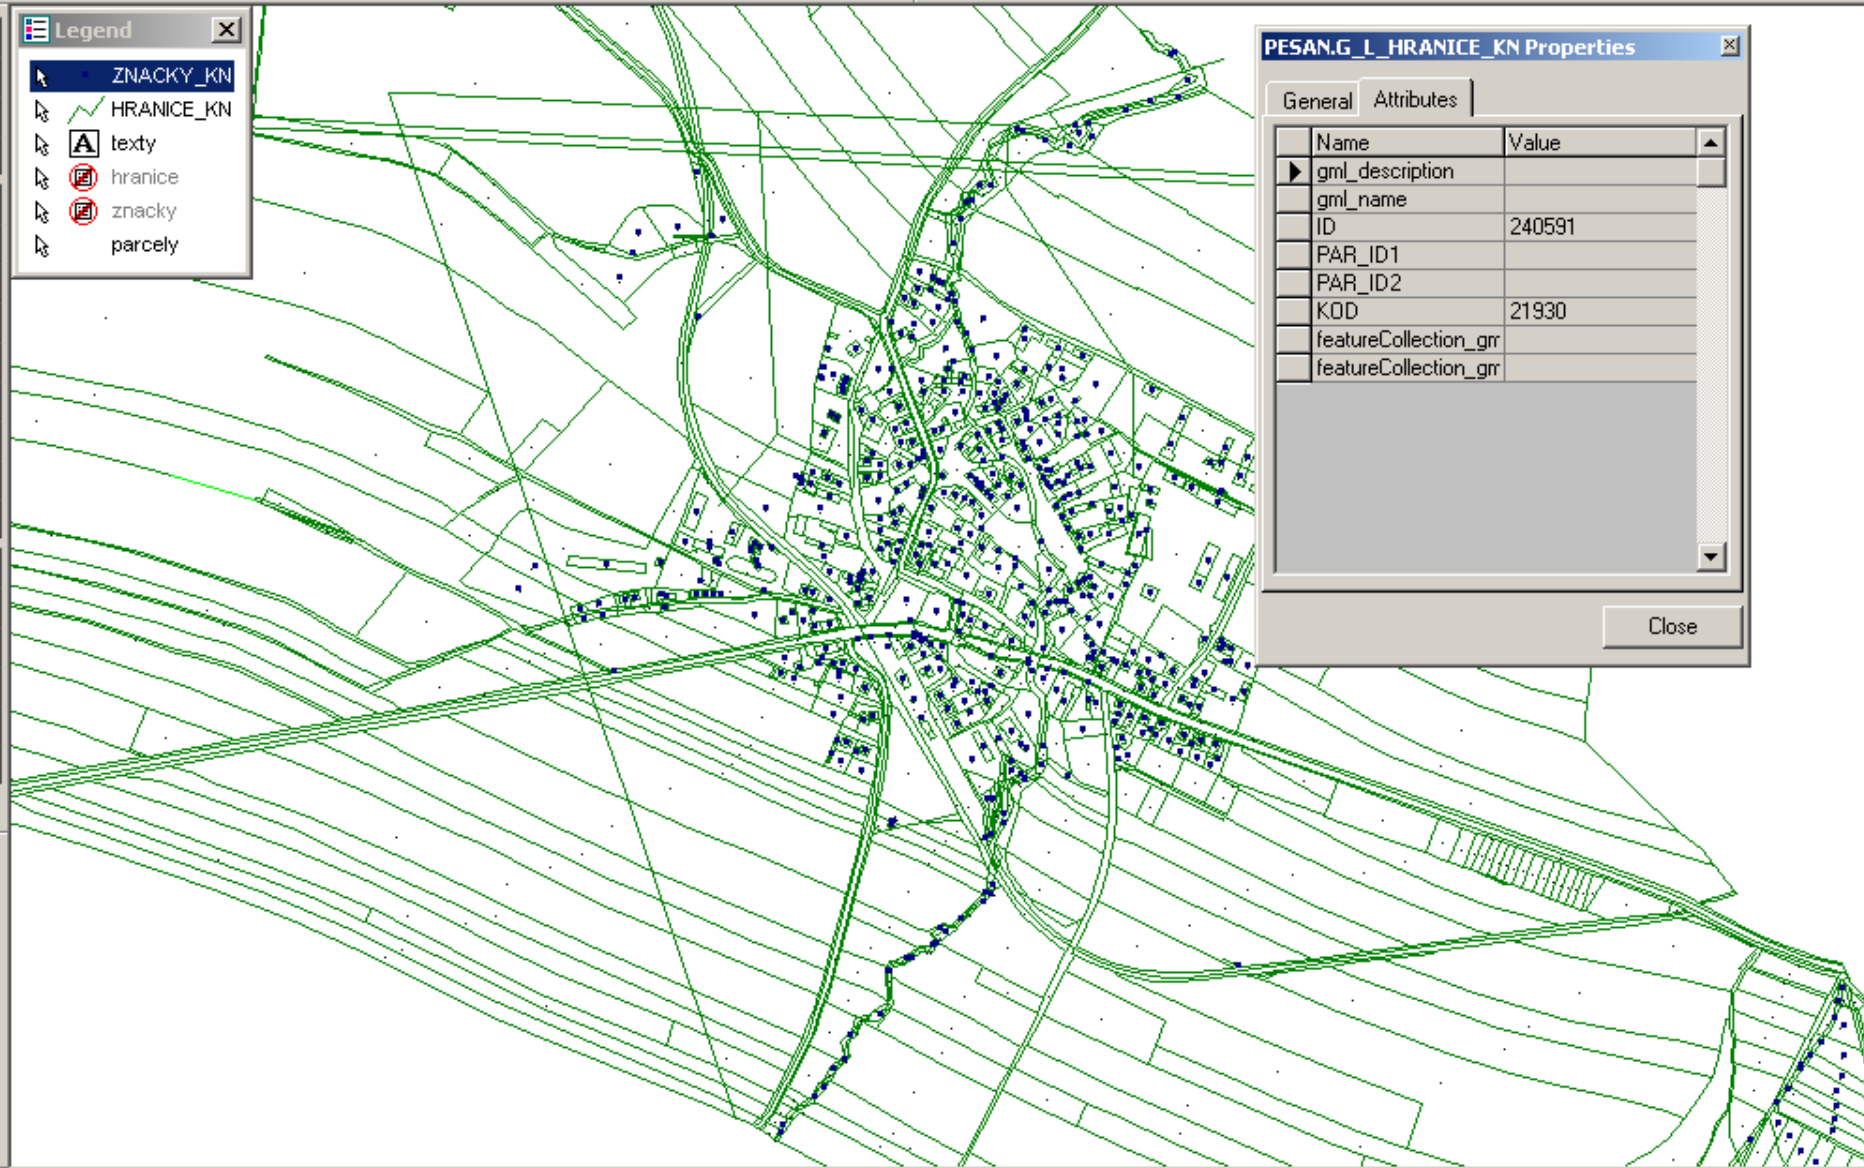 Legend
ZNACKY_KN
HRANICE_KN
A texty
hranice
znacky
parcely
PESAN.G_L_HRANICE_KN Properties
General Attributes
Name Value
gml_description
gml_name
ID 240591
PAR_ID1
PAR_ID2
KOD 21930
featureCollection_gm
featureCollection_gm
Close